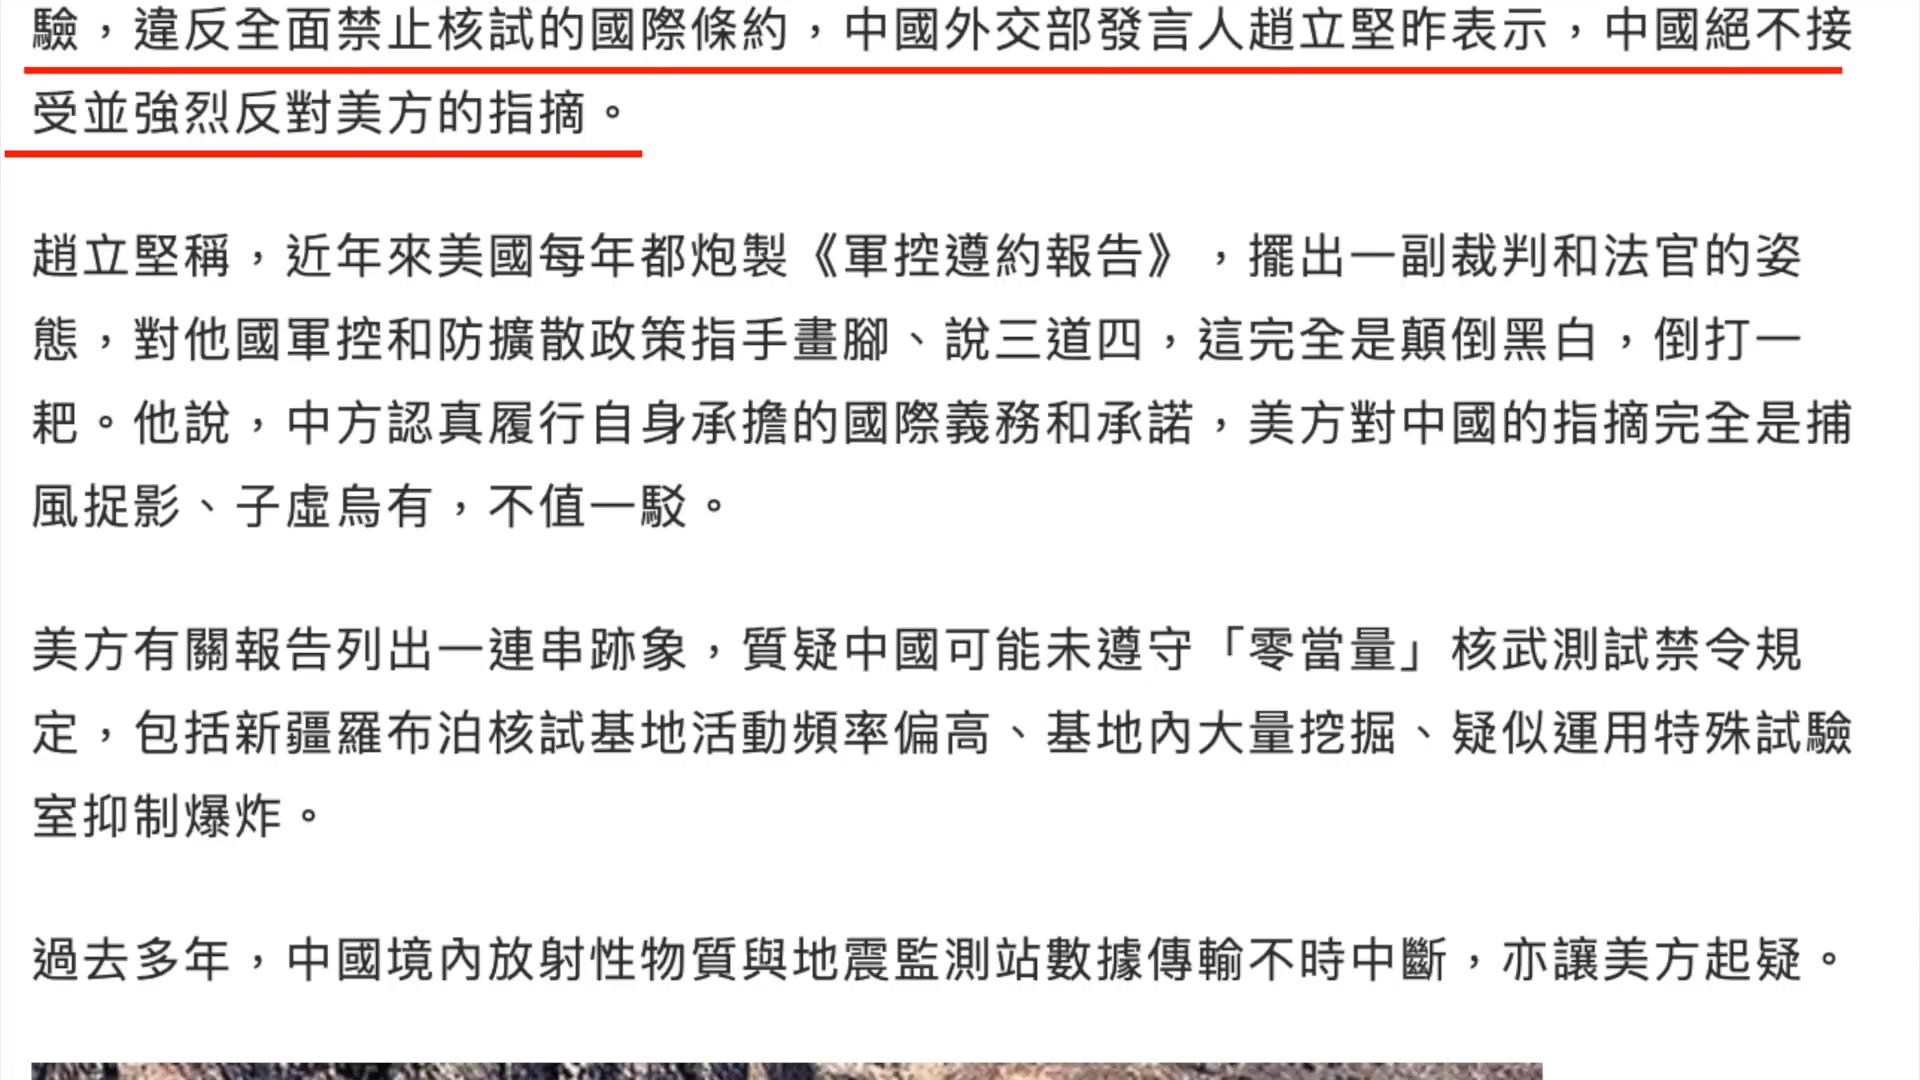 驗，違反全面禁止核試的國際條約，中國外交部發言人趙立堅昨表示，中國絕不接
受並強烈反對美方的指摘。
趙立堅稱，近年來美國每年都炮製《軍控遵約報告》，擺出一副裁判和法官的姿
態，對他國軍控和防擴散政策指手畫腳、說三道四，這完全是顛倒黑白，倒打一
耙。他說，中方認真履行自身承擔的國際義務和承諾，美方對中國的指摘完全是捕
風捉影、子虛烏有，不值一駁。
美方有關報告列出一連串跡象，質疑中國可能未遵守「零當量」核武測試禁令規
定，包括新疆羅布泊核試基地活動頻率偏高、基地內大量挖掘、疑似運用特殊試驗
室抑制爆炸。
過去多年，中國境內放射性物質與地震監測站數據傳輸不時中斷，亦讓美方起疑。